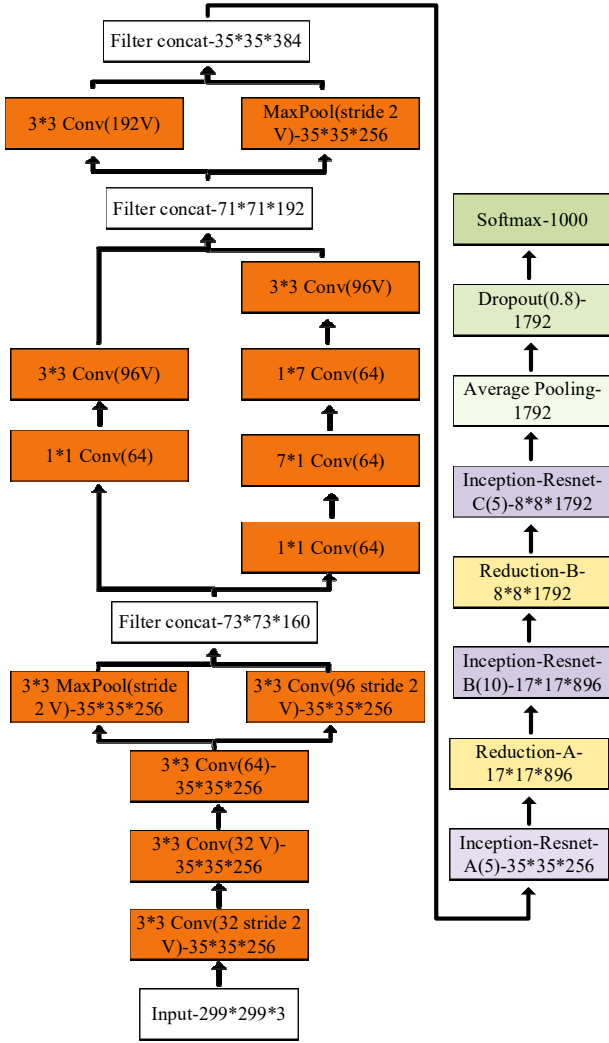 Filter concat-35*35*384
3*3 Conv(192V)
MaxPool(stride 2
V)-35*35*256
Filter concat-71*71*192
3*3 Conv(96V)
3*3 Conv(96V)
1*7 Conv(64)
1*1 Conv(64)
7*1 Conv(64)
1*1 Conv(64)
Filter concat-73*73*160
3*3 MaxPool(stride
2 V)-35*35*256
3*3 Conv(96 stride 2
V)-35*35*256
3*3 Conv(64)-
35*35*256
3*3 Conv(32 V)-
35*35*256
3*3 Conv(32 stride 2
V)-35*35*256
Input-299*299*3
Softmax-1000
Dropout(0.8)-
1792
Average Pooling-
1792
Inception-Resnet-
C(5)-8*8*1792
Reduction-B-
8*8*1792
Inception-Resnet-
B(10)-17*17*896
Reduction-A-
17*17*896
Inception-Resnet-
A(5)-35*35*256